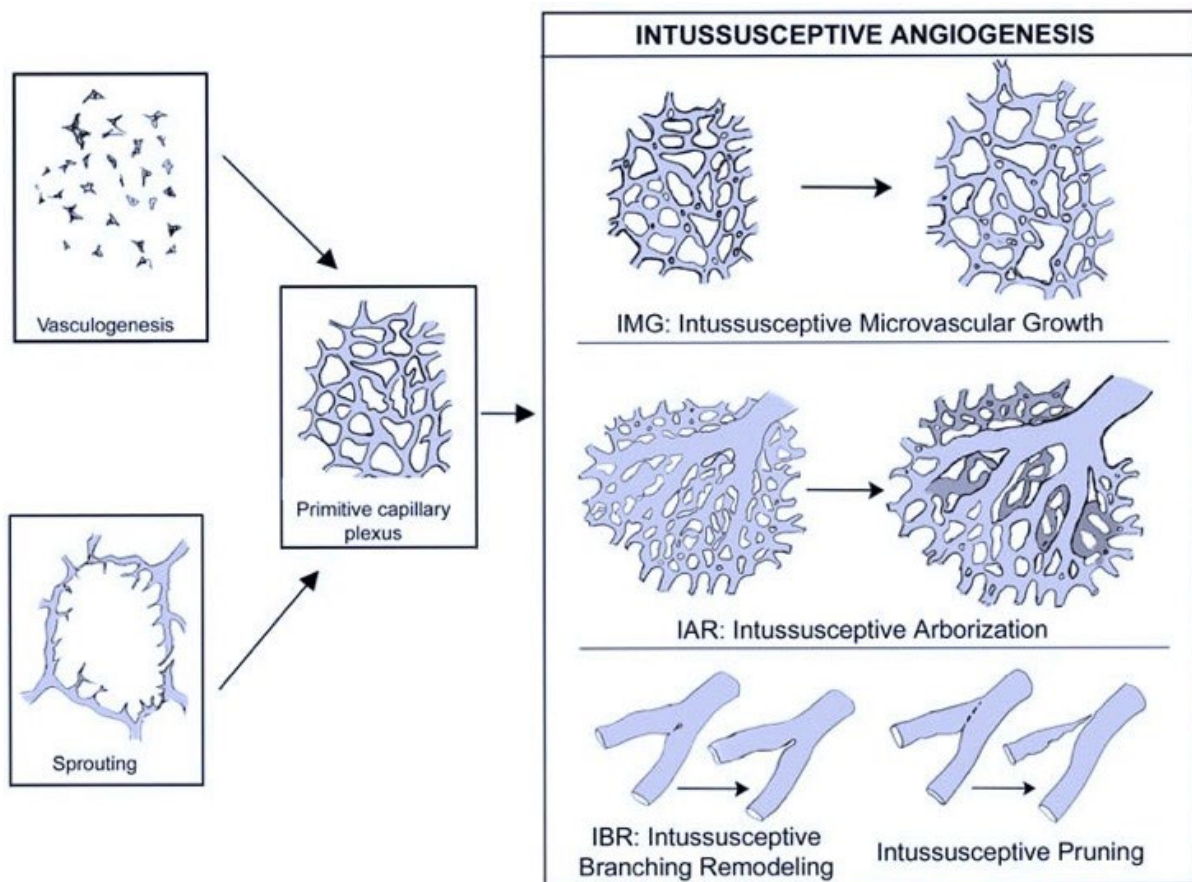 INTUSSUSCEPTIVE ANGIOGENESIS
Vasculogenesis
IMG: Intussusceptive Microvascular Growth
Primitive capillary
plexus
IAR: Intussusceptive Arborization
Sprouting
IBR: Intussusceptive
Branching Remodeling
Intussusceptive Pruning